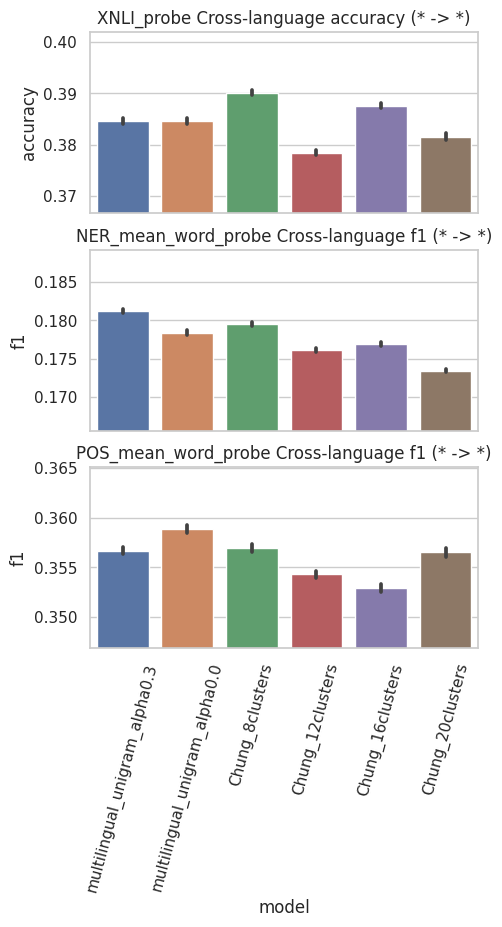 XNLI_probe Cross-language accuracy (* -> *)
0.40
0.39
0.38
0.37
accuracy
NER_mean_word_probe Cross-language f1 (* -> *)
0.185
0.180
0.175
0.170
f1
POS_mean_word_probe Cross-language f1 (* -> *)
0.365
0.360
0.355
0.350
f1
multilingual_unigram_alpha0.3
multilingual_unigram_alpha0.0
Chung_8clusters
Chung_12clusters
Chung_16clusters
Chung_20clusters
model